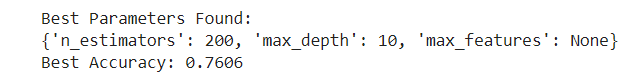 Best Parameters Found:
{'n_estimators': 200, 'max_depth': 10, 'max_features': None}
Best Accuracy: 0.7606